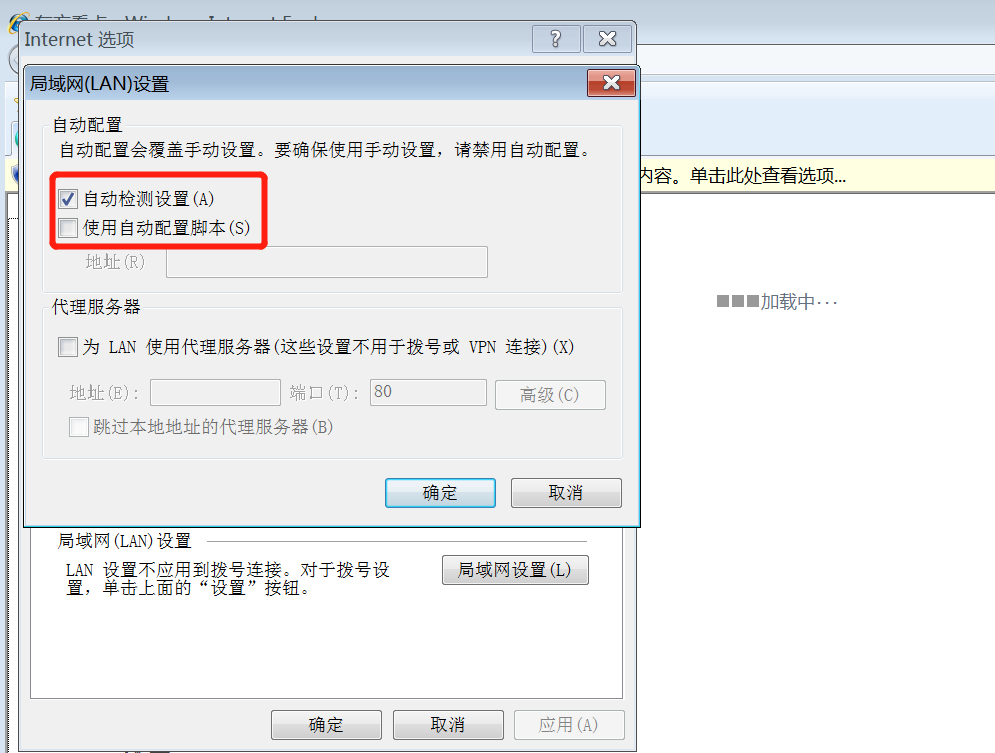 Internet 选项
局域网(LAN)设置
自动配置
自动配置会覆盖手动设置。要确保使用手动设置，请禁用自动配置。
内容。单击此处查看选项...
自动检测设置(A)
使用自动配置脚本(S)
地址(R)
■■■加载中···
代理服务器
为 LAN 使用代理服务器(这些设置不用于拨号或 VPN 连接)(X)
地址(E): 端口(T): 80 高级(C)
跳过本地地址的代理服务器(B)
确定 取消
局域网(LAN)设置
LAN 设置不应用到拨号连接。对于拨号设
置，单击上面的“设置”按钮。
局域网设置(L)
确定 取消 应用(A)